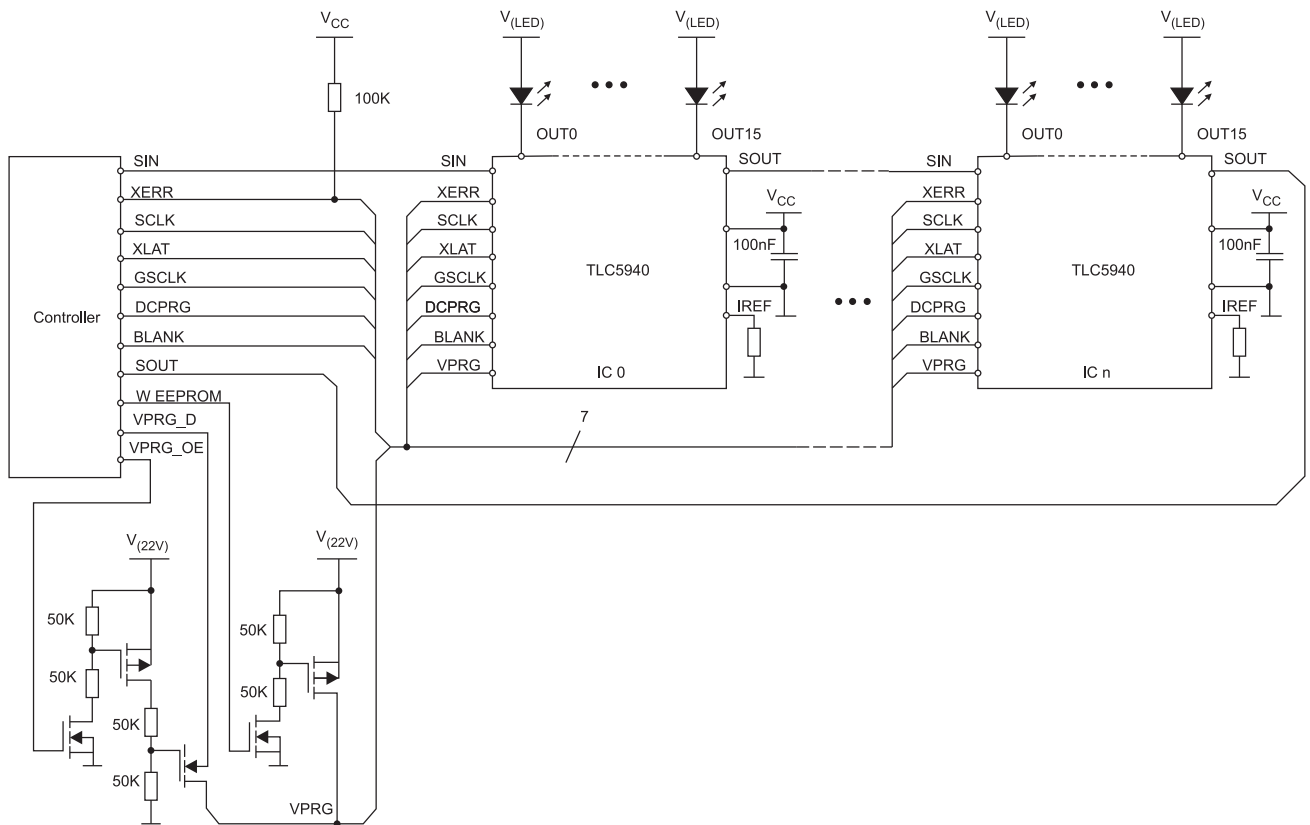 V(LED) V(LED) V(LED) V(LED)
VCC
100K
OUT0 OUT15 OUT0 OUT15
SIN SIN SOUT SIN SOUT
XERR XERR XERR
VCC VCC
SCLK SCLK SCLK
100nF 100nF
XLAT XLAT XLAT
TLC5940 TLC5940
GSCLK GSCLK GSCLK
IREF IREF
Controller
DCPRG DCPRG DCPRG
BLANK BLANK BLANK
SOUT VPRG VPRG
IC 0 IC n
W EEPROM
VPRG_D
7
VPRG_OE
V(22V) V(22V)
50K
50K
50K
50K
50K
50K
VPRG